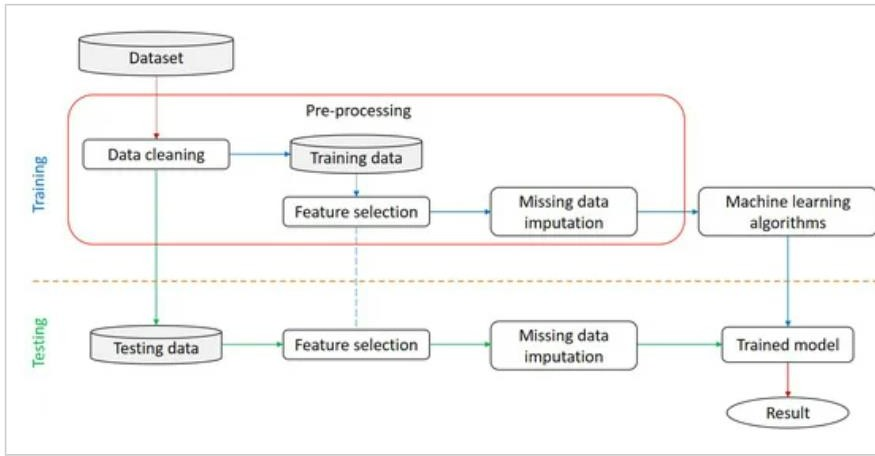 Dataset
Pre-processing
Training
Data cleaning
Training data
Feature selection
Missing data
imputation
Machine learning
algorithms
Testing
Testing data
Feature selection
Missing data
imputation
Trained model
Result